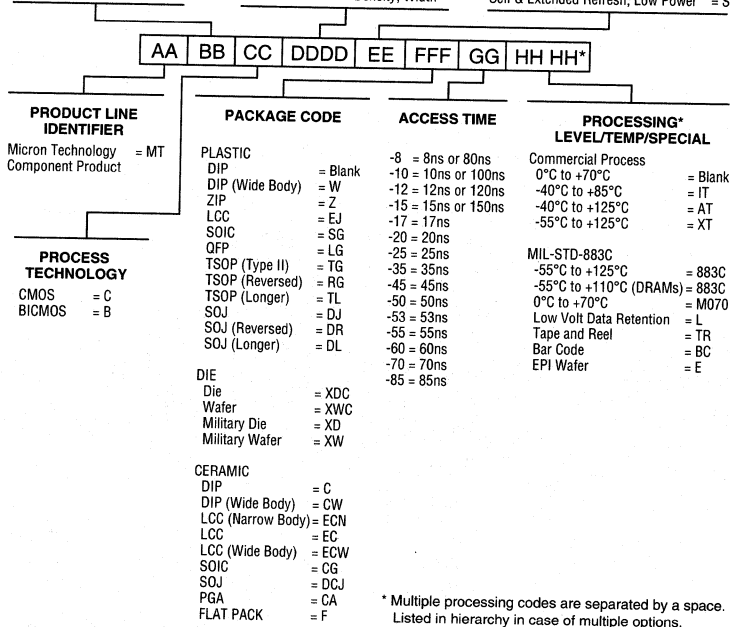 Density, Width
Self & Extended Refresh, Low Power = S
AA BB CC DDDD EE FFF GG HH HH*
PRODUCT LINE
IDENTIFIER
Micron Technology = MT
Component Product
PROCESS
TECHNOLOGY
CMOS = C
BICMOS = B
PACKAGE CODE
PLASTIC
DIP = Blank
DIP (Wide Body) = W
ZIP = Z
LCC = EJ
SOIC = SG
QFP = LG
TSOP (Type II) = TG
TSOP (Reversed) = RG
TSOP (Longer) = TL
SOJ = DJ
SOJ (Reversed) = DR
SOJ (Longer) = DL
DIE
Die = XDC
Wafer = XWC
Military Die = XD
Military Wafer = XW
CERAMIC
DIP = C
DIP (Wide Body) = CW
LCC (Narrow Body) = ECN
LCC = EC
LCC (Wide Body) = ECW
SOIC = CG
SOJ = DCJ
PGA = CA
FLAT PACK = F
ACCESS TIME
-8 = 8ns or 80ns
-10 = 10ns or 100ns
-12 = 12ns or 120ns
-15 = 15ns or 150ns
-17 = 17ns
-20 = 20ns
-25 = 25ns
-35 = 35ns
-45 = 45ns
-50 = 50ns
-53 = 53ns
-55 = 55ns
-60 = 60ns
-70 = 70ns
-85 = 85ns
PROCESSING*
LEVEL/TEMP/SPECIAL
Commercial Process
0°C to +70°C = Blank
-40°C to +85°C = IT
-40°C to +125°C = AT
-55°C to +125°C = XT
MIL-STD-883C
-55°C to +125°C = 883C
-55°C to +110°C (DRAMs) = 883C
0°C to +70°C = M070
Low Volt Data Retention = L
Tape and Reel = TR
Bar Code = BC
EPI Wafer = E
* Multiple processing codes are separated by a space.
Listed in hierarchy in case of multiple options.